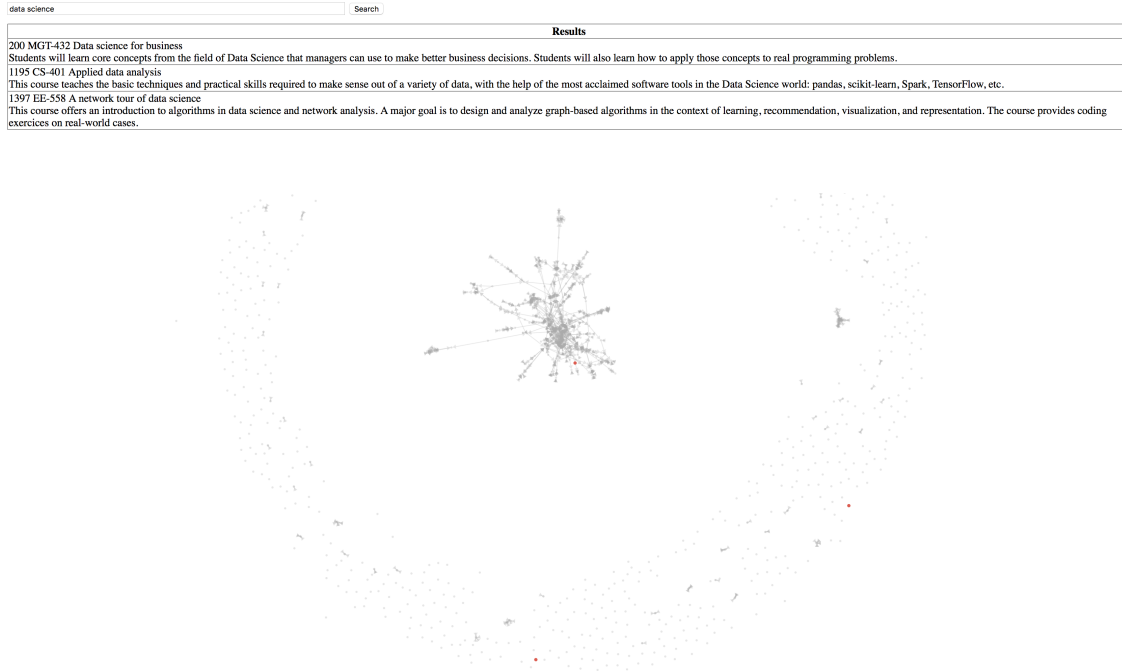 data science
Search
Results
200 MGT-432 Data science for business
Students will learn core concepts from the field of Data Science that managers can use to make better business decisions. Students will also learn how to apply those concepts to real programming problems.
1195 CS-401 Applied data analysis
This course teaches the basic techniques and practical skills required to make sense out of a variety of data, with the help of the most acclaimed software tools in the Data Science world: pandas, scikit-learn, Spark, TensorFlow, etc.
1397 EE-558 A network tour of data science
This course offers an introduction to algorithms in data science and network analysis. A major goal is to design and analyze graph-based algorithms in the context of learning, recommendation, visualization, and representation. The course provides coding
exercices on real-world cases.